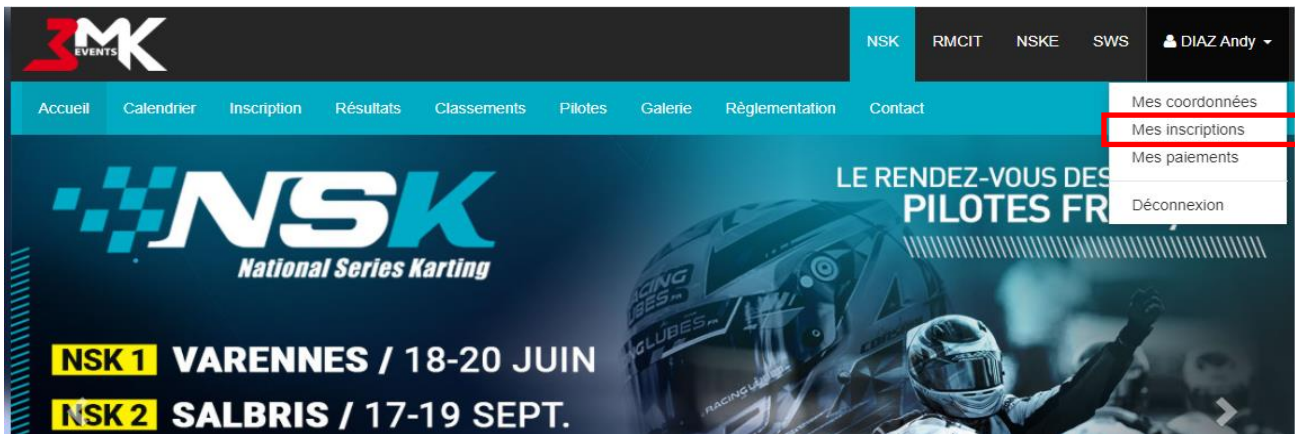 3MK
EVENTS
NSK RMCIT NSKE SWS DIAZ Andy
Accueil Calendrier Inscription Résultats Classements Pilotes Galerie Règlementation Contact
Mes coordonnées
Mes inscriptions
Mes paiements
Déconnexion
NSK
National Series Karting
LE RENDEZ-VOUS DES
PILOTES FR
NSK 1 VARENNES / 18-20 JUIN
NSK 2 SALBRIS / 17-19 SEPT.